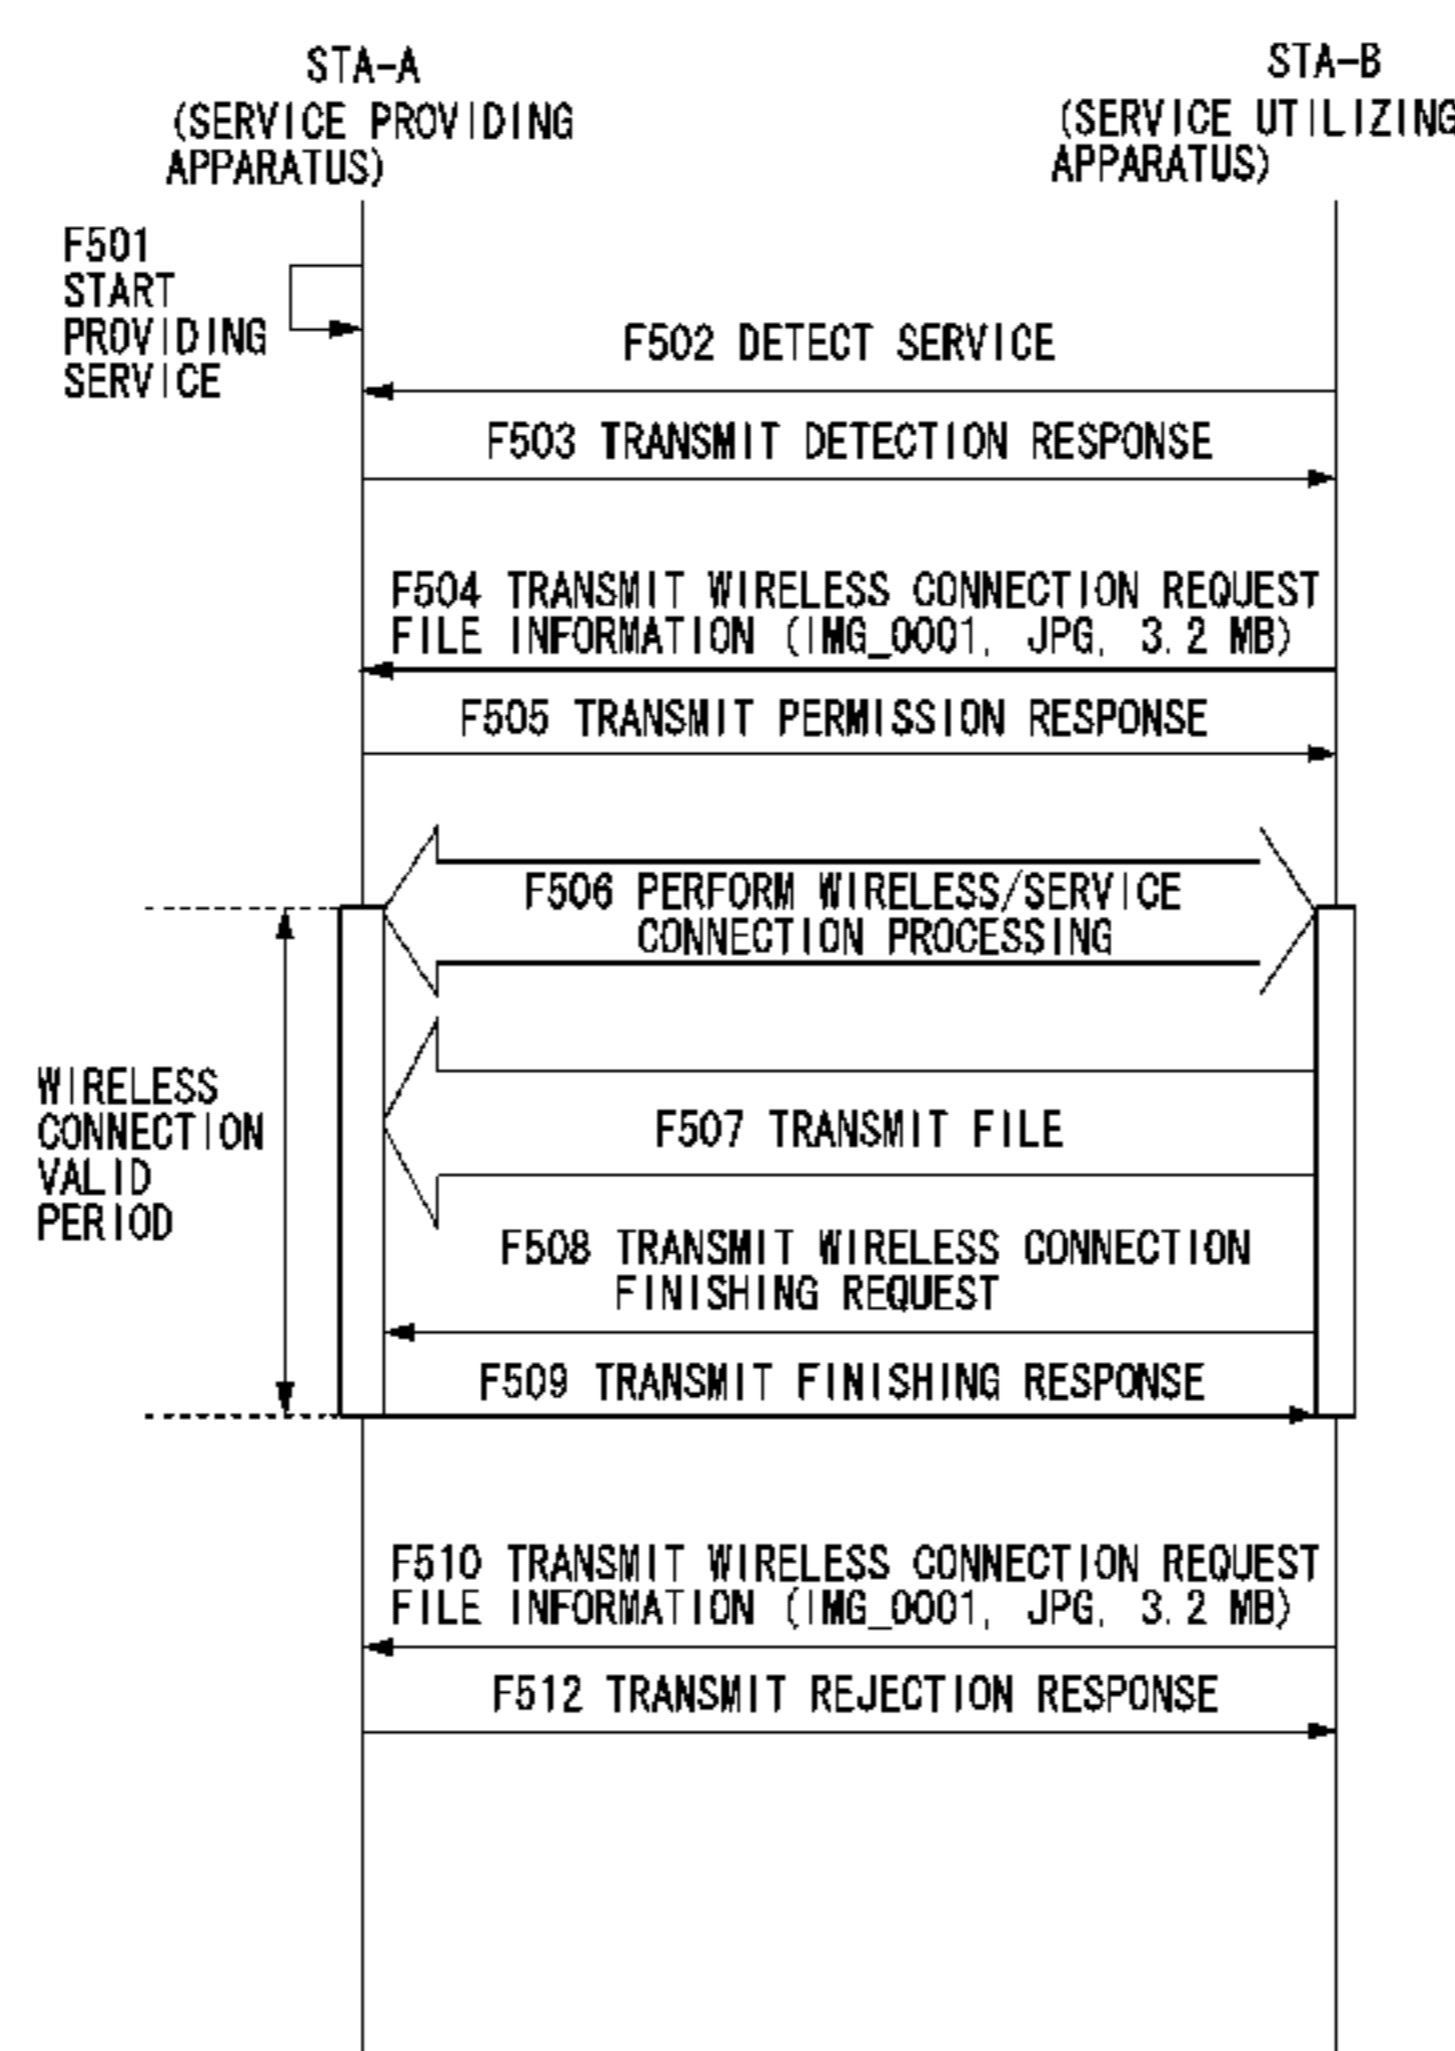 STA-A
(SERVICE PROVIDING
APPARATUS)
STA-B
(SERVICE UTILIZING
APPARATUS)
F501
START
PROVIDING
SERVICE
F502 DETECT SERVICE
F503 TRANSMIT DETECTION RESPONSE
F504 TRANSMIT WIRELESS CONNECTION REQUEST
FILE INFORMATION (IMG_0001, JPG, 3.2 MB)
F505 TRANSMIT PERMISSION RESPONSE
F506 PERFORM WIRELESS/SERVICE
CONNECTION PROCESSING
WIRELESS
CONNECTION
VALID
PERIOD
F507 TRANSMIT FILE
F508 TRANSMIT WIRELESS CONNECTION
FINISHING REQUEST
F509 TRANSMIT FINISHING RESPONSE
F510 TRANSMIT WIRELESS CONNECTION REQUEST
FILE INFORMATION (IMG_0001, JPG, 3.2 MB)
F512 TRANSMIT REJECTION RESPONSE